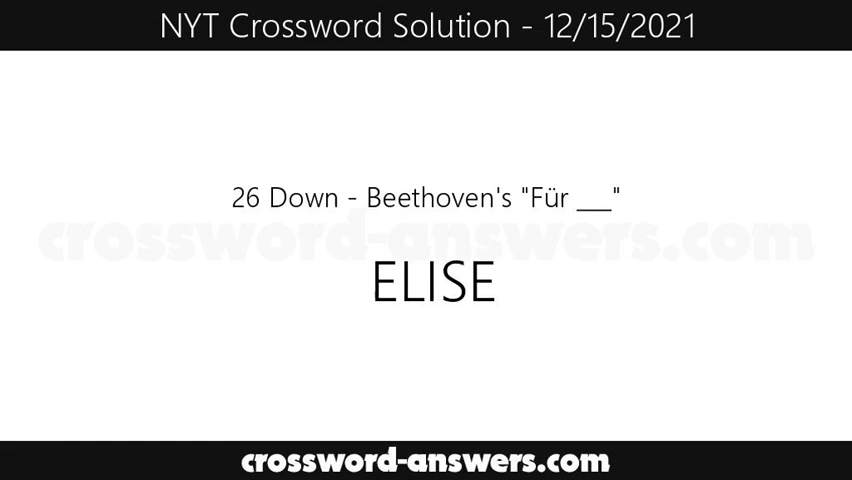 NYT Crossword Solution - 12/15/2021
26 Down - Beethoven's "Für ___"
crossword-answers.com
ELISE
crossword-answers.com